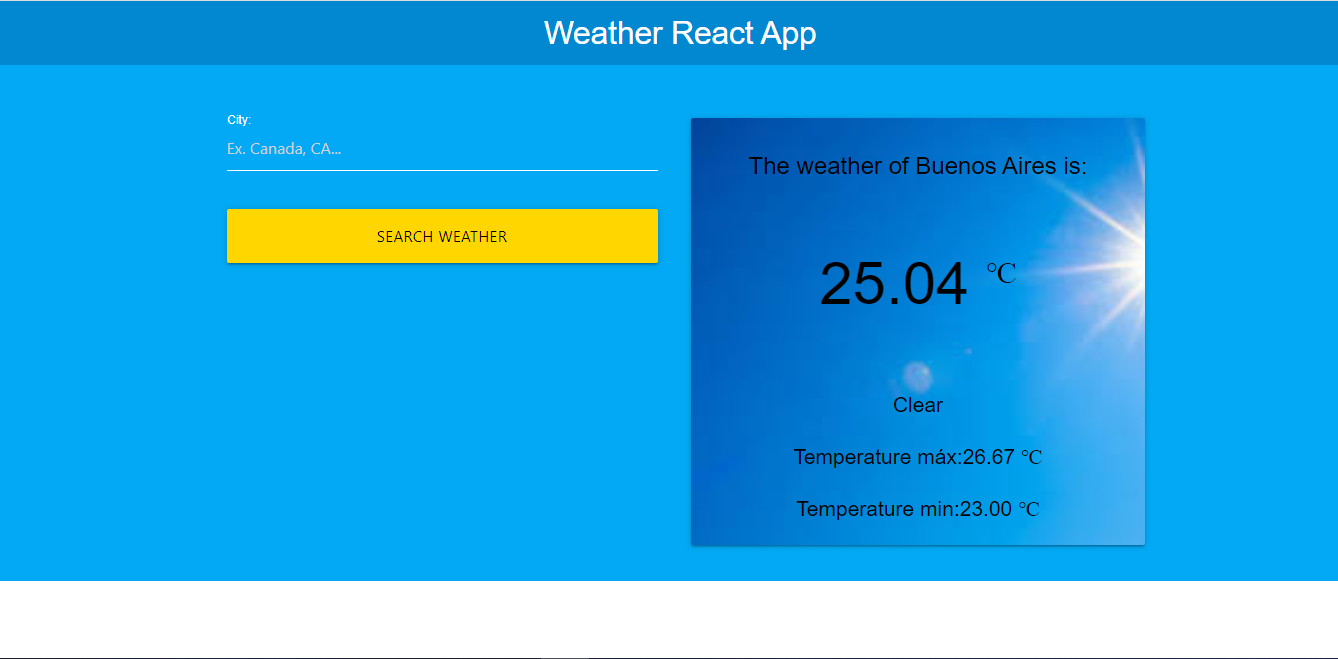 Weather React App
City:
Ex. Canada, CA...
SEARCH WEATHER
The weather of Buenos Aires is:
25.04 ℃
Clear
Temperature máx:26.67 ℃
Temperature min:23.00 ℃